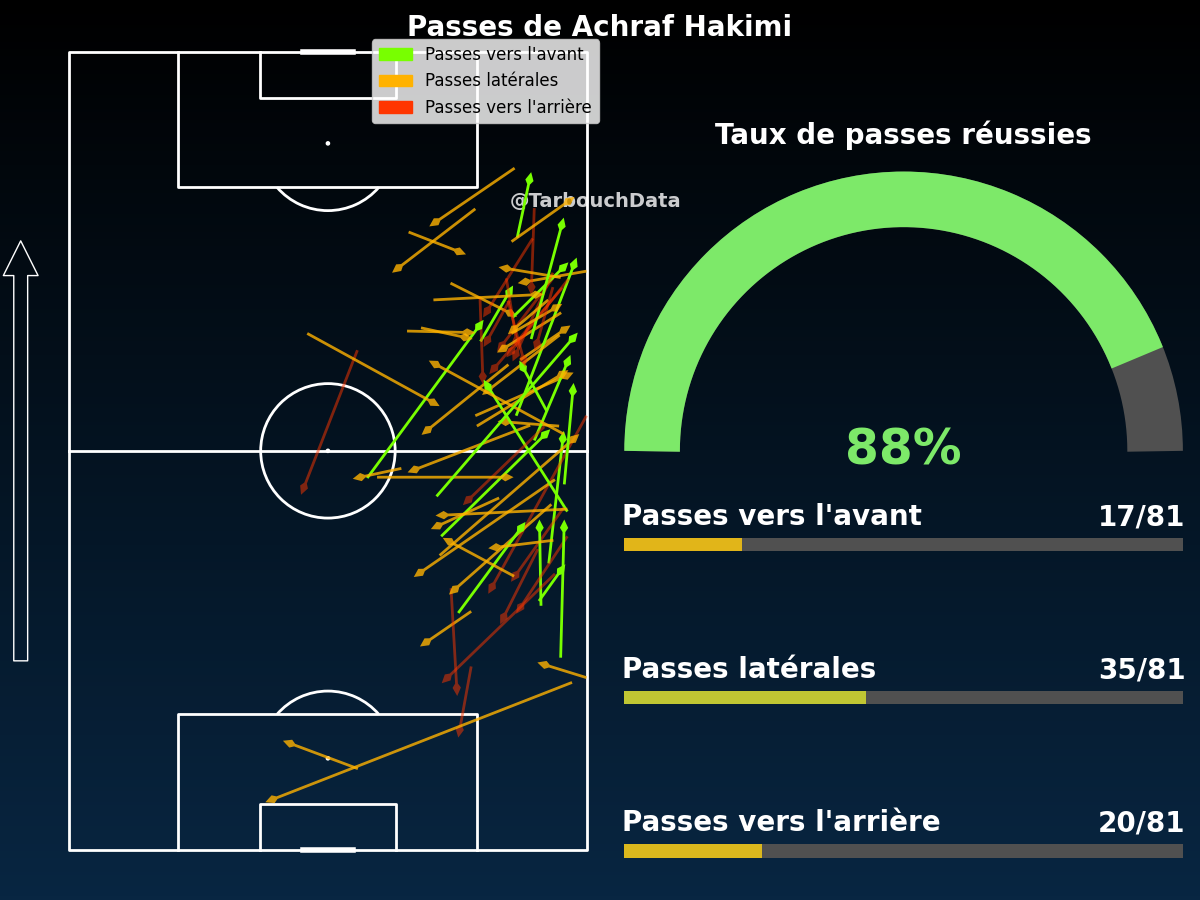 Passes de Achraf Hakimi
Passes vers l'avant
Passes latérales
Passes vers l'arrière
@TarbouchData
Taux de passes réussies
88%
Passes vers l'avant 17/81
Passes latérales 35/81
Passes vers l'arrière 20/81